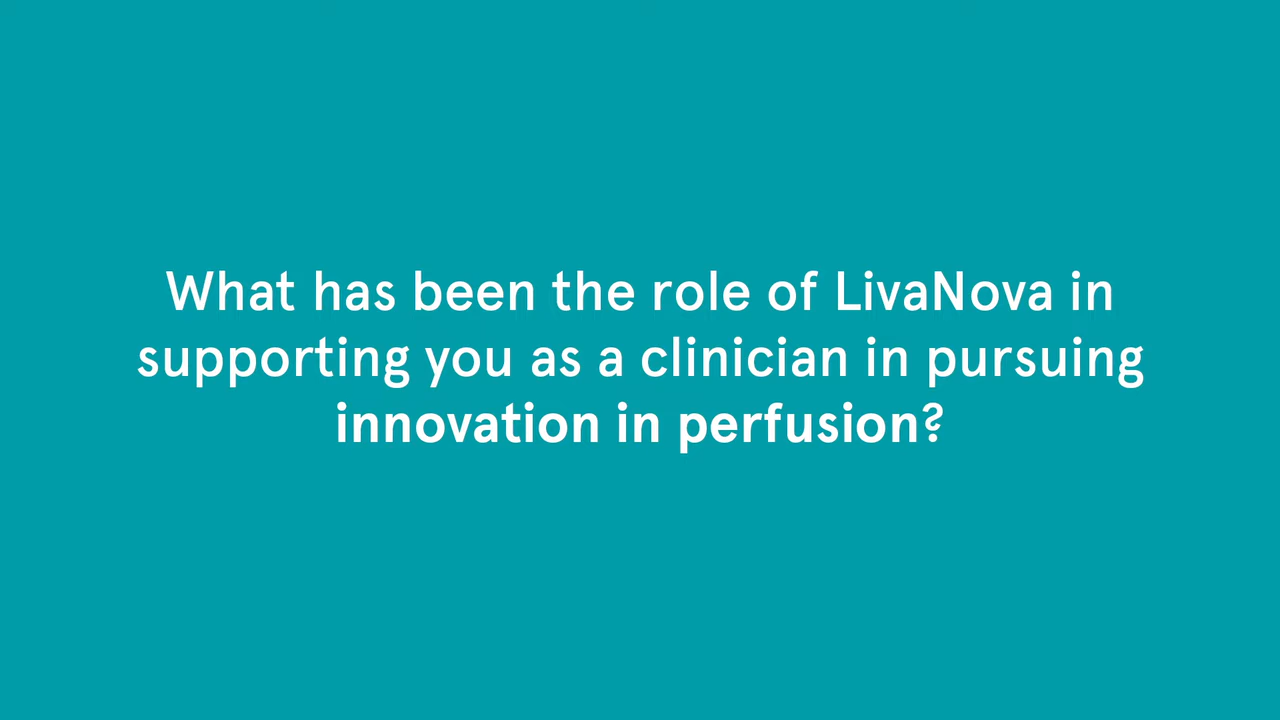 What has been the role of LivaNova in
supporting you as a clinician in pursuing
innovation in perfusion?